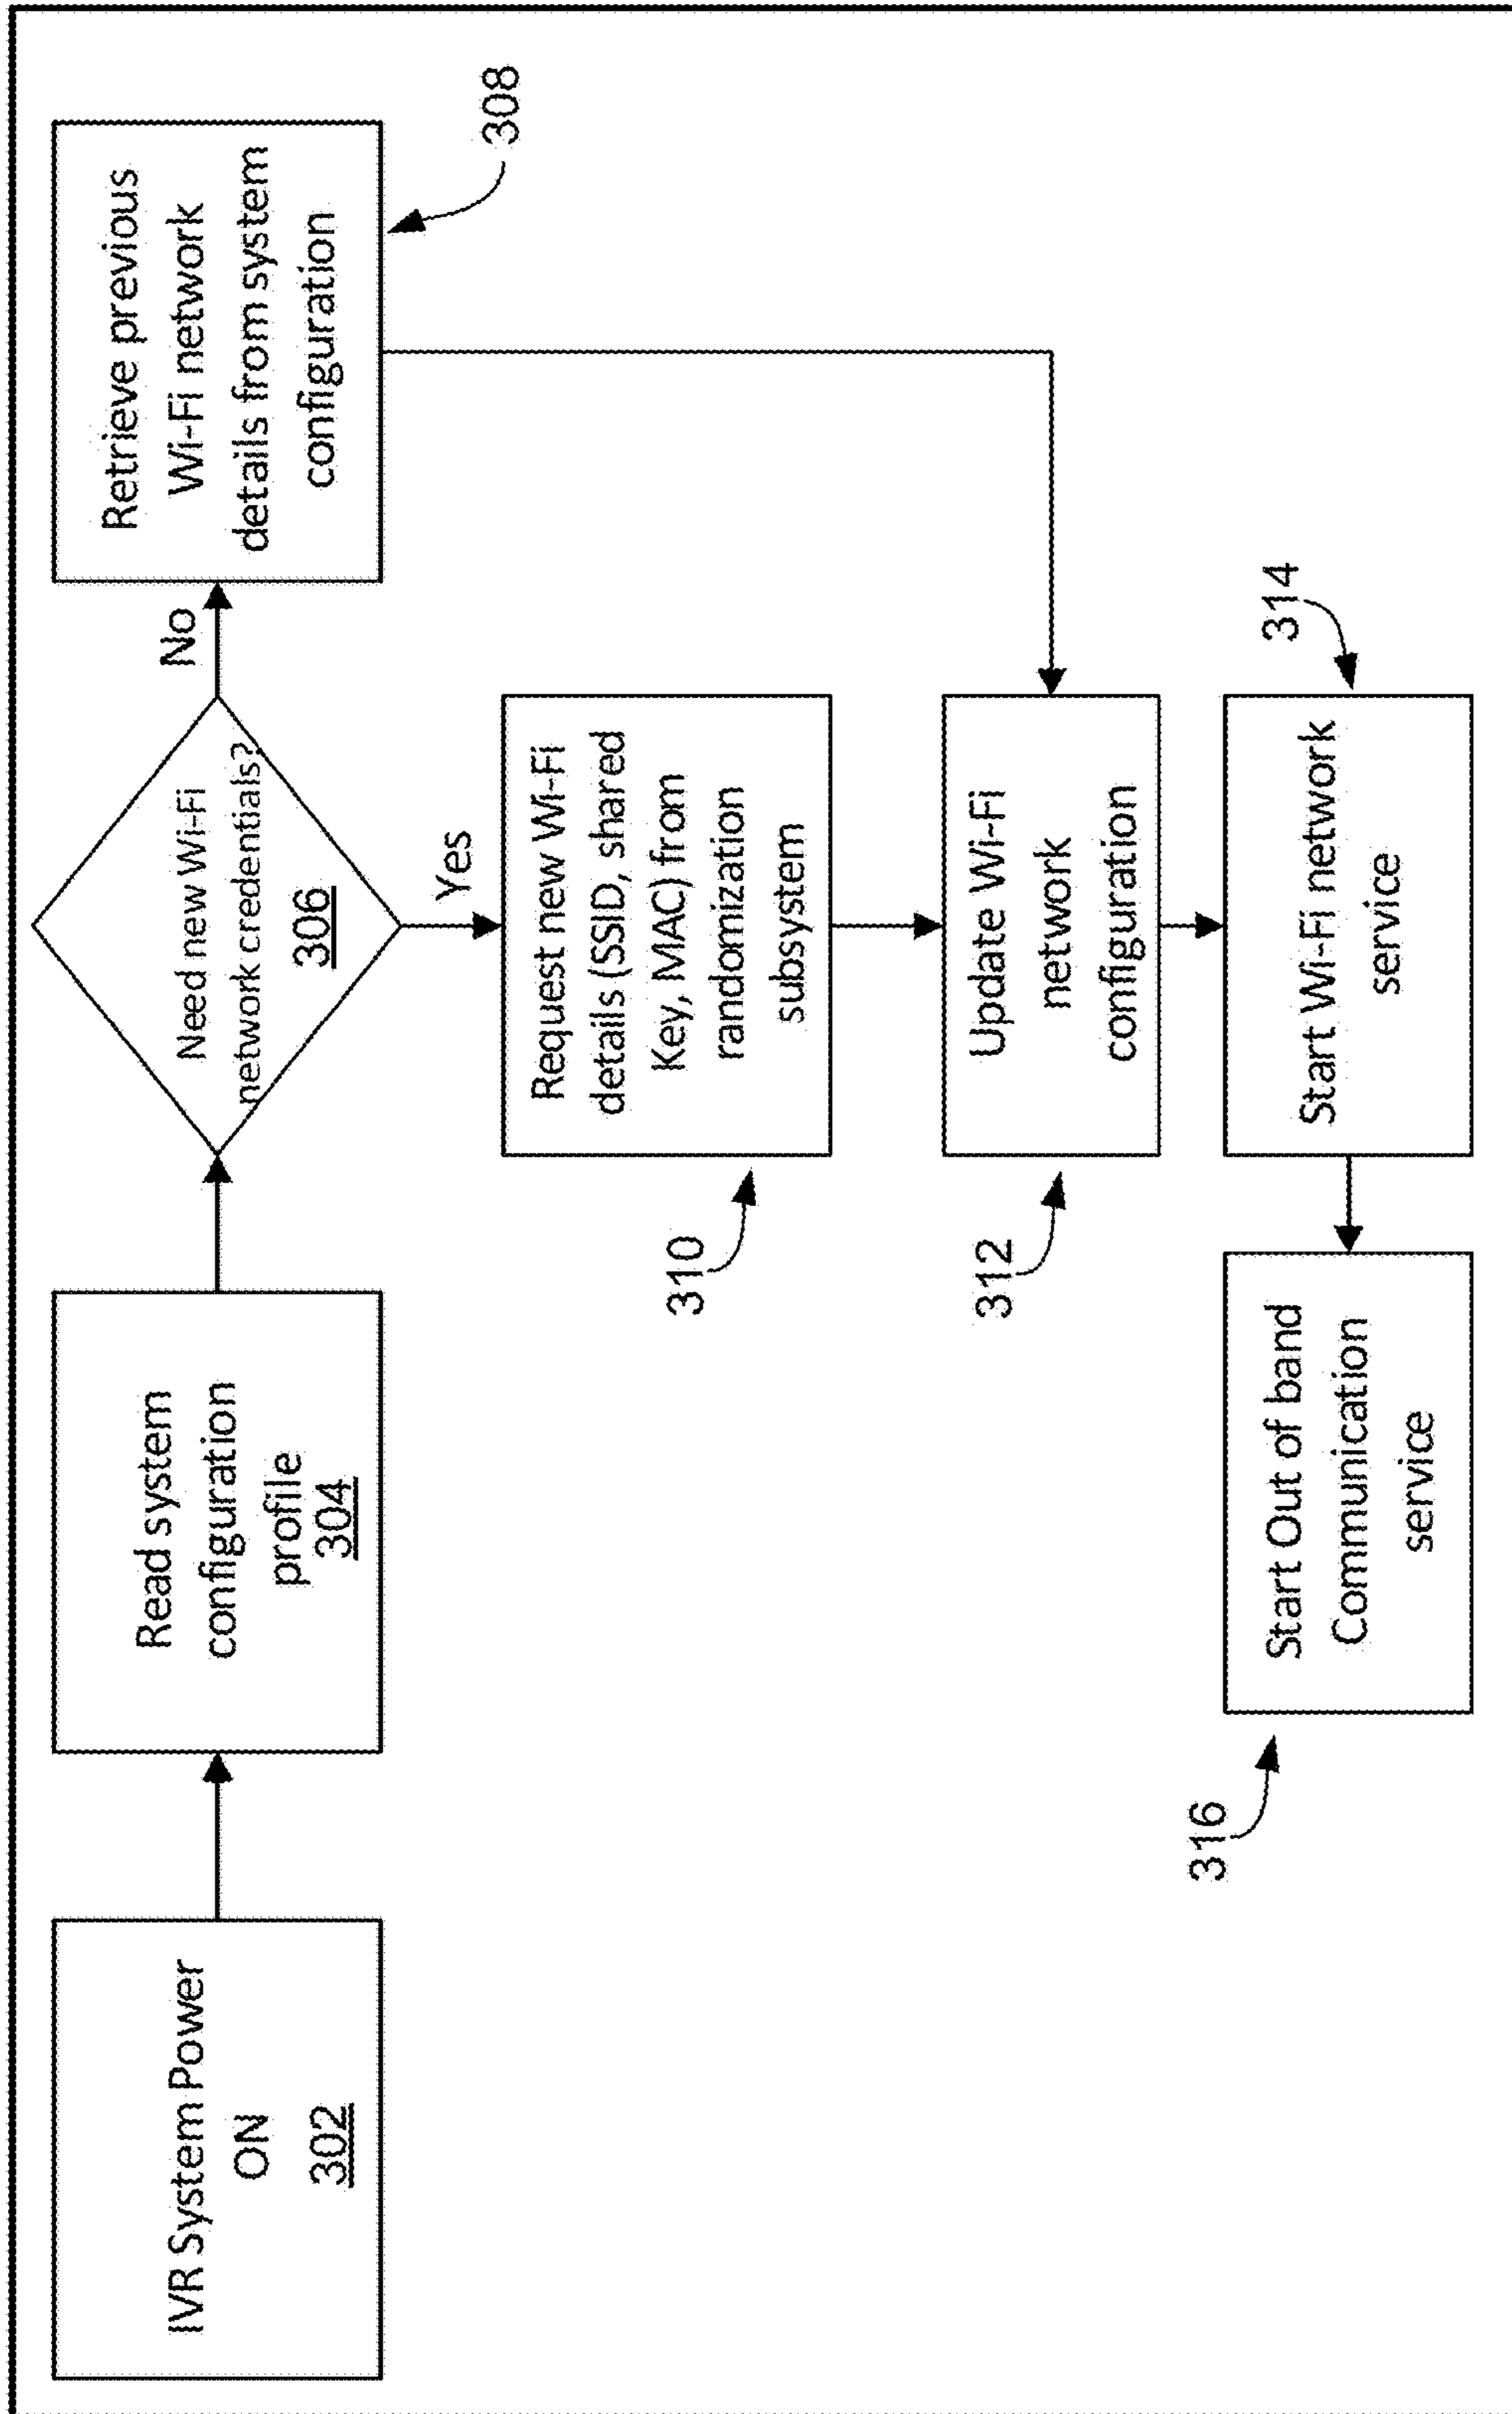 IVR System Power
ON
302
Read system
configuration
profile
304
Need new Wi-Fi
network credentials?
306
No
Retrieve previous
Wi-Fi network
details from system
configuration
308
Yes
Request new Wi-Fi
details (SSID, shared
Key, MAC) from
randomization
subsystem
310
Update Wi-Fi
network
configuration
312
Start Wi-Fi network
service
314
Start Out of band
Communication
service
316